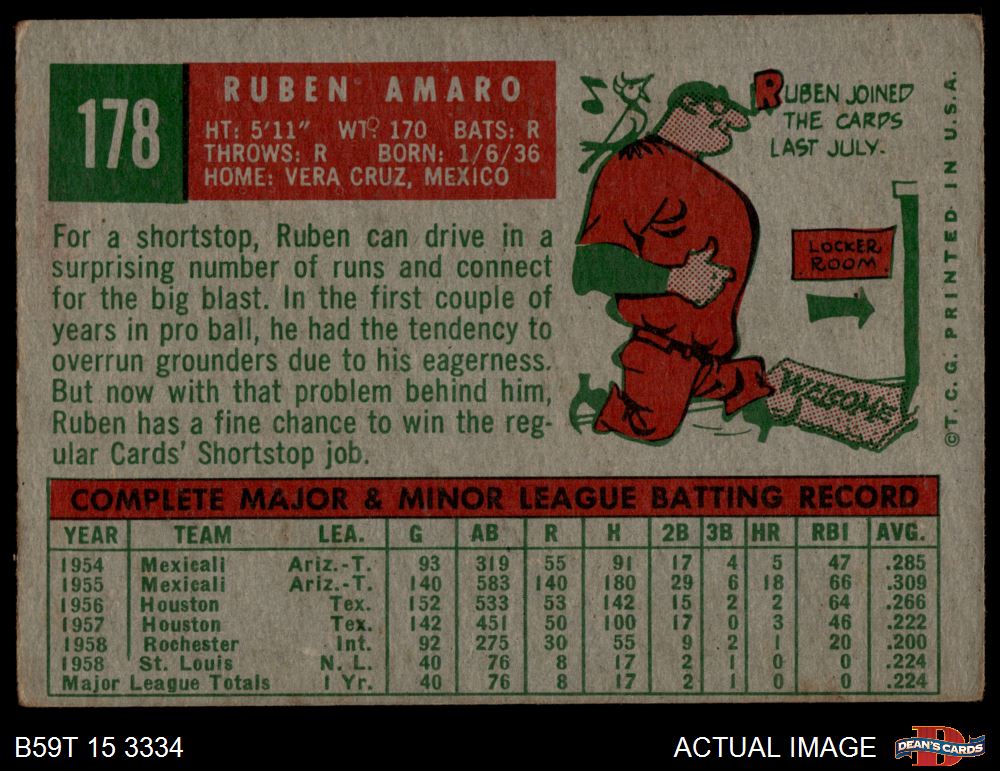 178
RUBEN AMARO
HT: 5'11" WT: 170 BATS: R
THROWS: R BORN: 1/6/36
HOME: VERA CRUZ, MEXICO
For a shortstop, Ruben can drive in a
surprising number of runs and connect
for the big blast. In the first couple of
years in pro ball, he had the tendency to
overrun grounders due to his eagerness.
But now with that problem behind him,
Ruben has a fine chance to win the reg-
ular Cards' Shortstop job.
RUBEN JOINED
THE CARDS
LAST JULY.
LOCKER
ROOM
WELCOME
©T.C.G. PRINTED IN U.S.A.
COMPLETE MAJOR & MINOR LEAGUE BATTING RECORD
YEAR TEAM LEA. G AB R H 2B 3B HR RBI AVG.
1954 Mexicali Ariz.-T. 93 319 55 91 17 4 5 47 .285
1955 Mexicali Ariz.-T. 140 583 140 180 29 6 18 66 .309
1956 Houston Tex. 152 533 53 142 15 2 2 64 .266
1957 Houston Tex. 142 451 50 100 17 0 3 46 .222
1958 Rochester Int. 92 275 30 55 9 2 1 20 .200
1958 St. Louis N. L. 40 76 8 17 2 1 0 0 .224
Major League Totals 1 Yr. 40 76 8 17 2 1 0 0 .224
B59T 15 3334
ACTUAL IMAGE
D
DEAN'S CARDS